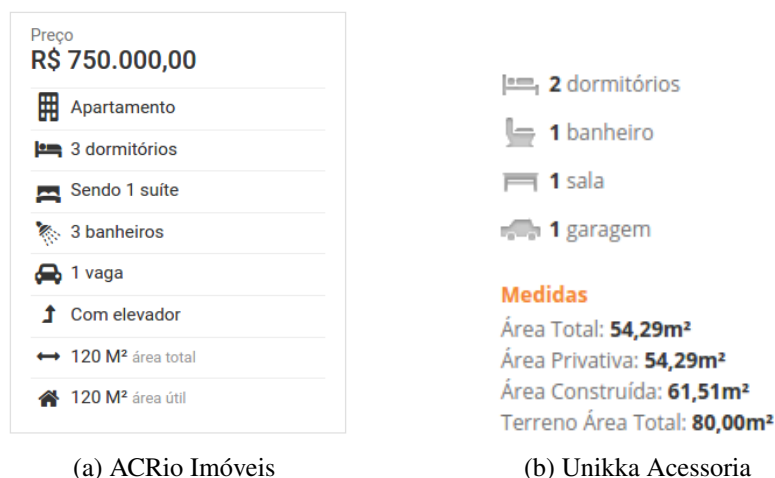 Preço
R$ 750.000,00
Apartamento
3 dormitórios
Sendo 1 suíte
3 banheiros
1 vaga
Com elevador
120 M² área total
120 M² área útil
(a) ACRio Imóveis
2 dormitórios
1 banheiro
1 sala
1 garagem
Medidas
Área Total: 54,29m²
Área Privativa: 54,29m²
Área Construída: 61,51m²
Terreno Área Total: 80,00m²
(b) Unikka Acessoria